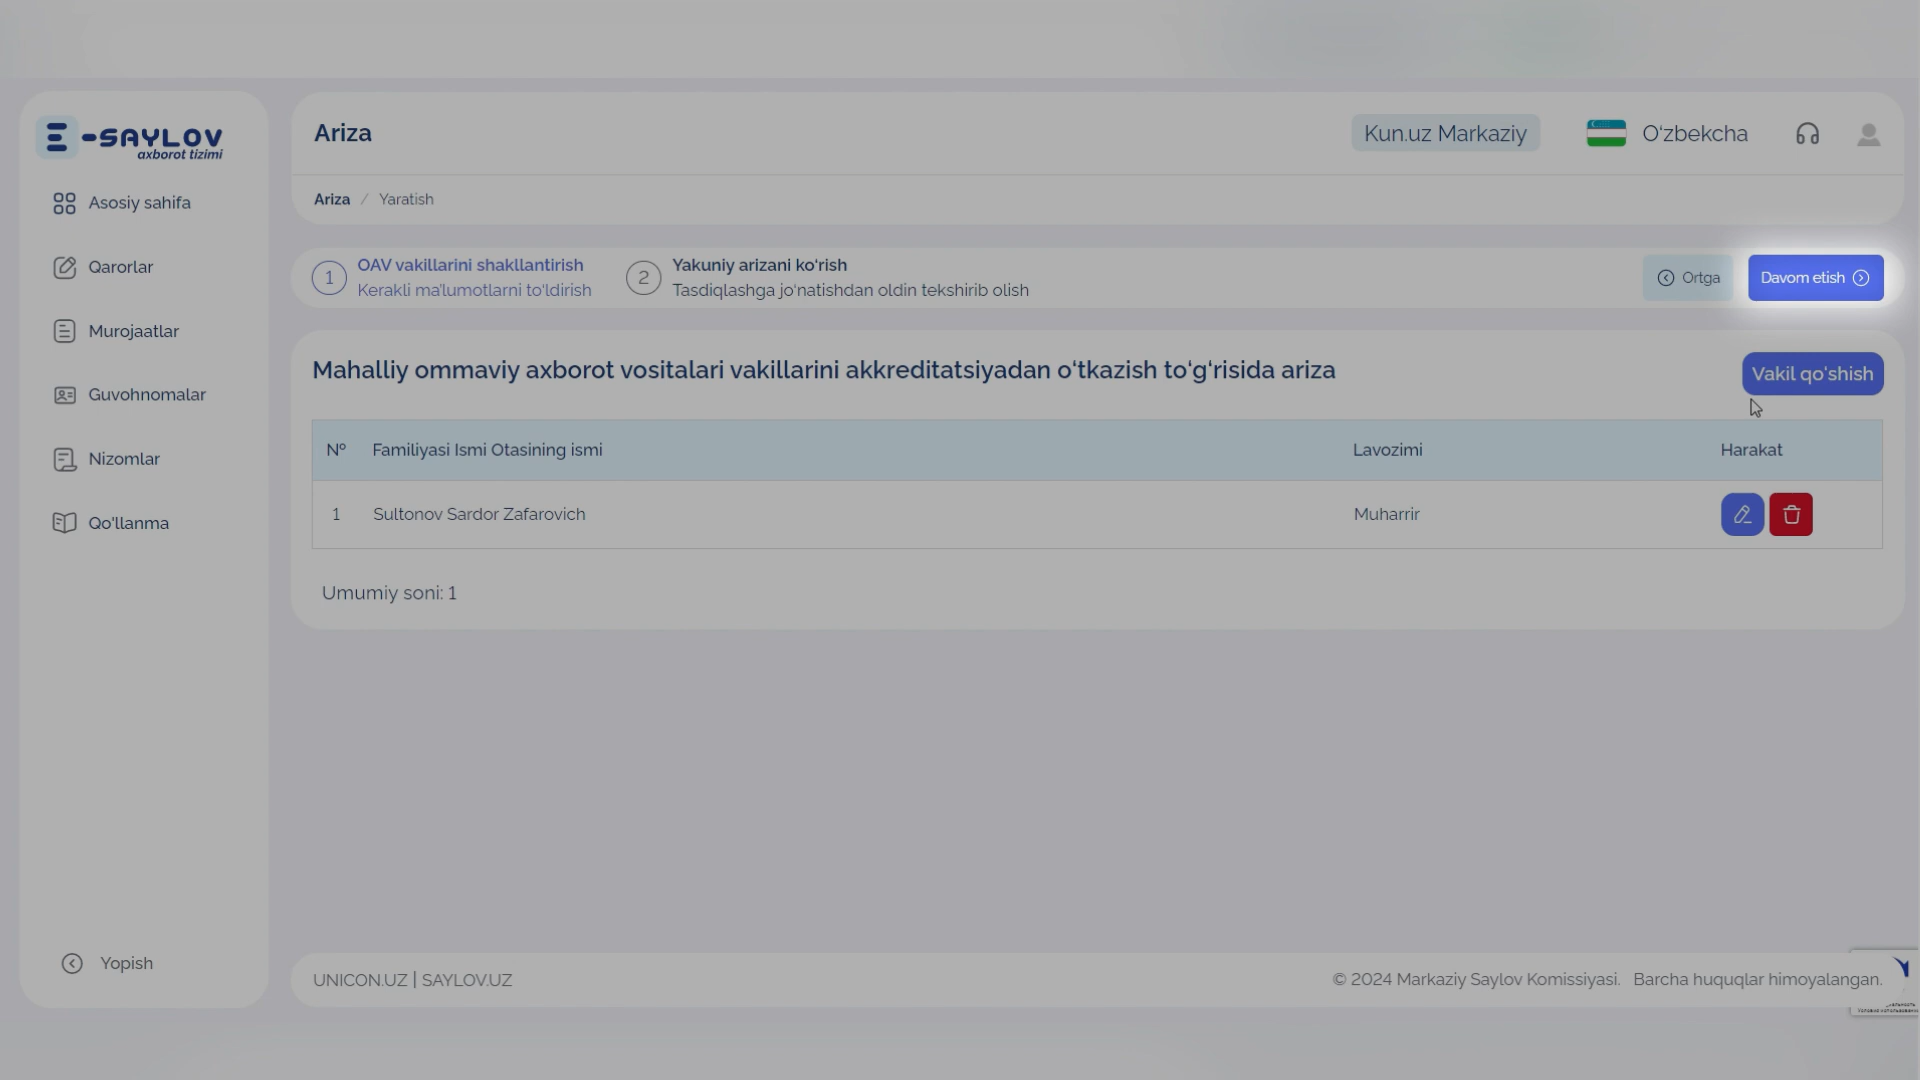 E-SAYLOV
axborot tizimi
Asosiy sahifa
Qarorlar
Murojaatlar
Guvohnomalar
Nizomlar
Qo'llanma
Yopish
Ariza
Kun.uz Markaziy
O‘zbekcha
Ariza / Yaratish
1 OAV vakillarini shakllantirish
Kerakli ma’lumotlarni to‘ldirish
2 Yakuniy arizani ko‘rish
Tasdiqlashga jo‘natishdan oldin tekshirib olish
Ortga
Davom etish
Mahalliy ommaviy axborot vositalari vakillarini akkreditatsiyadan o‘tkazish to‘g‘risida ariza
Vakil qo‘shish
Nº Familiyasi Ismi Otasining ismi Lavozimi Harakat
1 Sultonov Sardor Zafarovich Muharrir
Umumiy soni: 1
UNICON.UZ | SAYLOV.UZ
© 2024 Markaziy Saylov Komissiyasi. Barcha huquqlar himoyalangan.